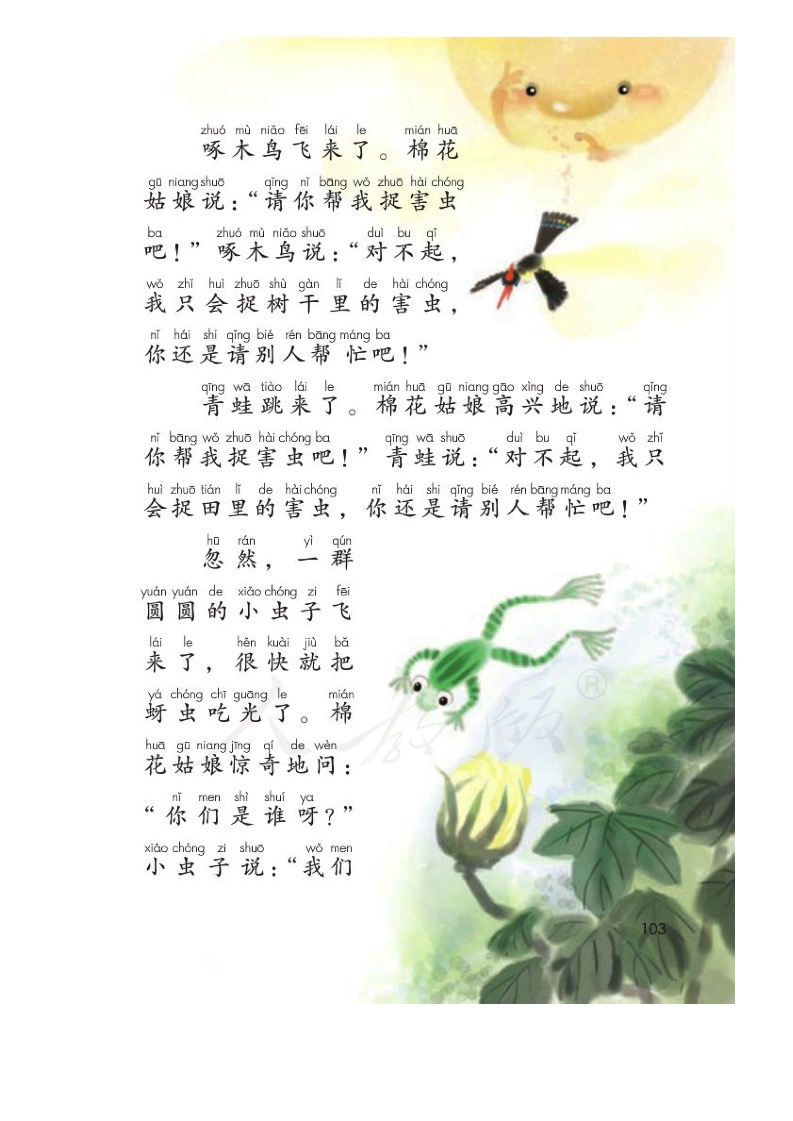 zhuó mù niǎo fēi lái le mián huā
啄木鸟飞来了。棉花
gū niang shuō qǐng nǐ bāng wǒ zhuō hài chóng
姑娘说：“请你帮我捉害虫
ba zhuó mù niǎo shuō duì bu qǐ
吧！”啄木鸟说：“对不起，
wǒ zhǐ huì zhuō shù gàn lǐ de hài chóng
我只会捉树干里的害虫，
nǐ hái shi qǐng bié rén bāng máng ba
你还是请别人帮忙吧！”
qīng wā tiào lái le mián huā gū niang gāo xìng de shuō qǐng
青蛙跳来了。棉花姑娘高兴地说：“请
nǐ bāng wǒ zhuō hài chóng ba qīng wā shuō duì bu qǐ wǒ zhǐ
你帮我捉害虫吧！”青蛙说：“对不起，我只
huì zhuō tián lǐ de hài chóng nǐ hái shi qǐng bié rén bāng máng ba
会捉田里的害虫，你还是请别人帮忙吧！”
hū rán yì qún
忽然，一群
yuán yuán de xiǎo chóng zi fēi
圆圆的小虫子飞
lái le hěn kuài jiù bǎ
来了，很快就把
yá chóng chī guāng le mián
蚜虫吃光了。棉
huā gū niang jīng qí de wèn
花姑娘惊奇地问：
nǐ men shì shuí ya
“你们是谁呀？”
xiǎo chóng zi shuō wǒ men
小虫子说：“我们
人教版®
103